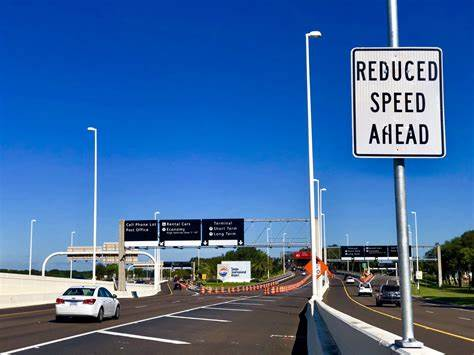 REDUCED
SPEED
AHEAD
Cell Phone Lot
Post Office
Rental Cars
Economy
Terminal
Short Term
Long Term